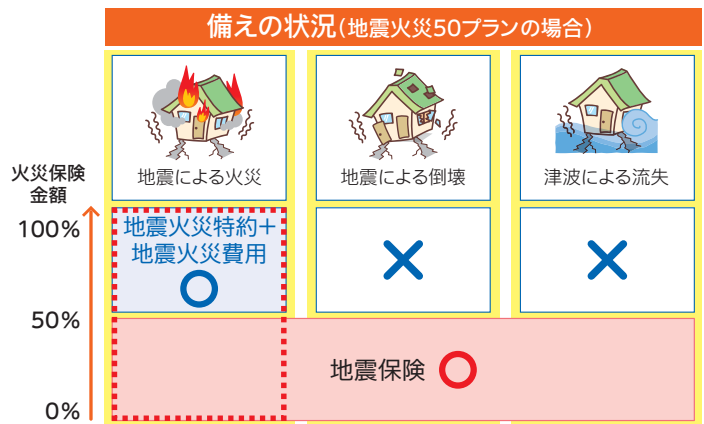 備えの状況(地震火災50プランの場合)
地震による火災
地震による倒壊
津波による流失
火災保険
金額
100%
地震火災特約+
地震火災費用
50%
地震保険
0%